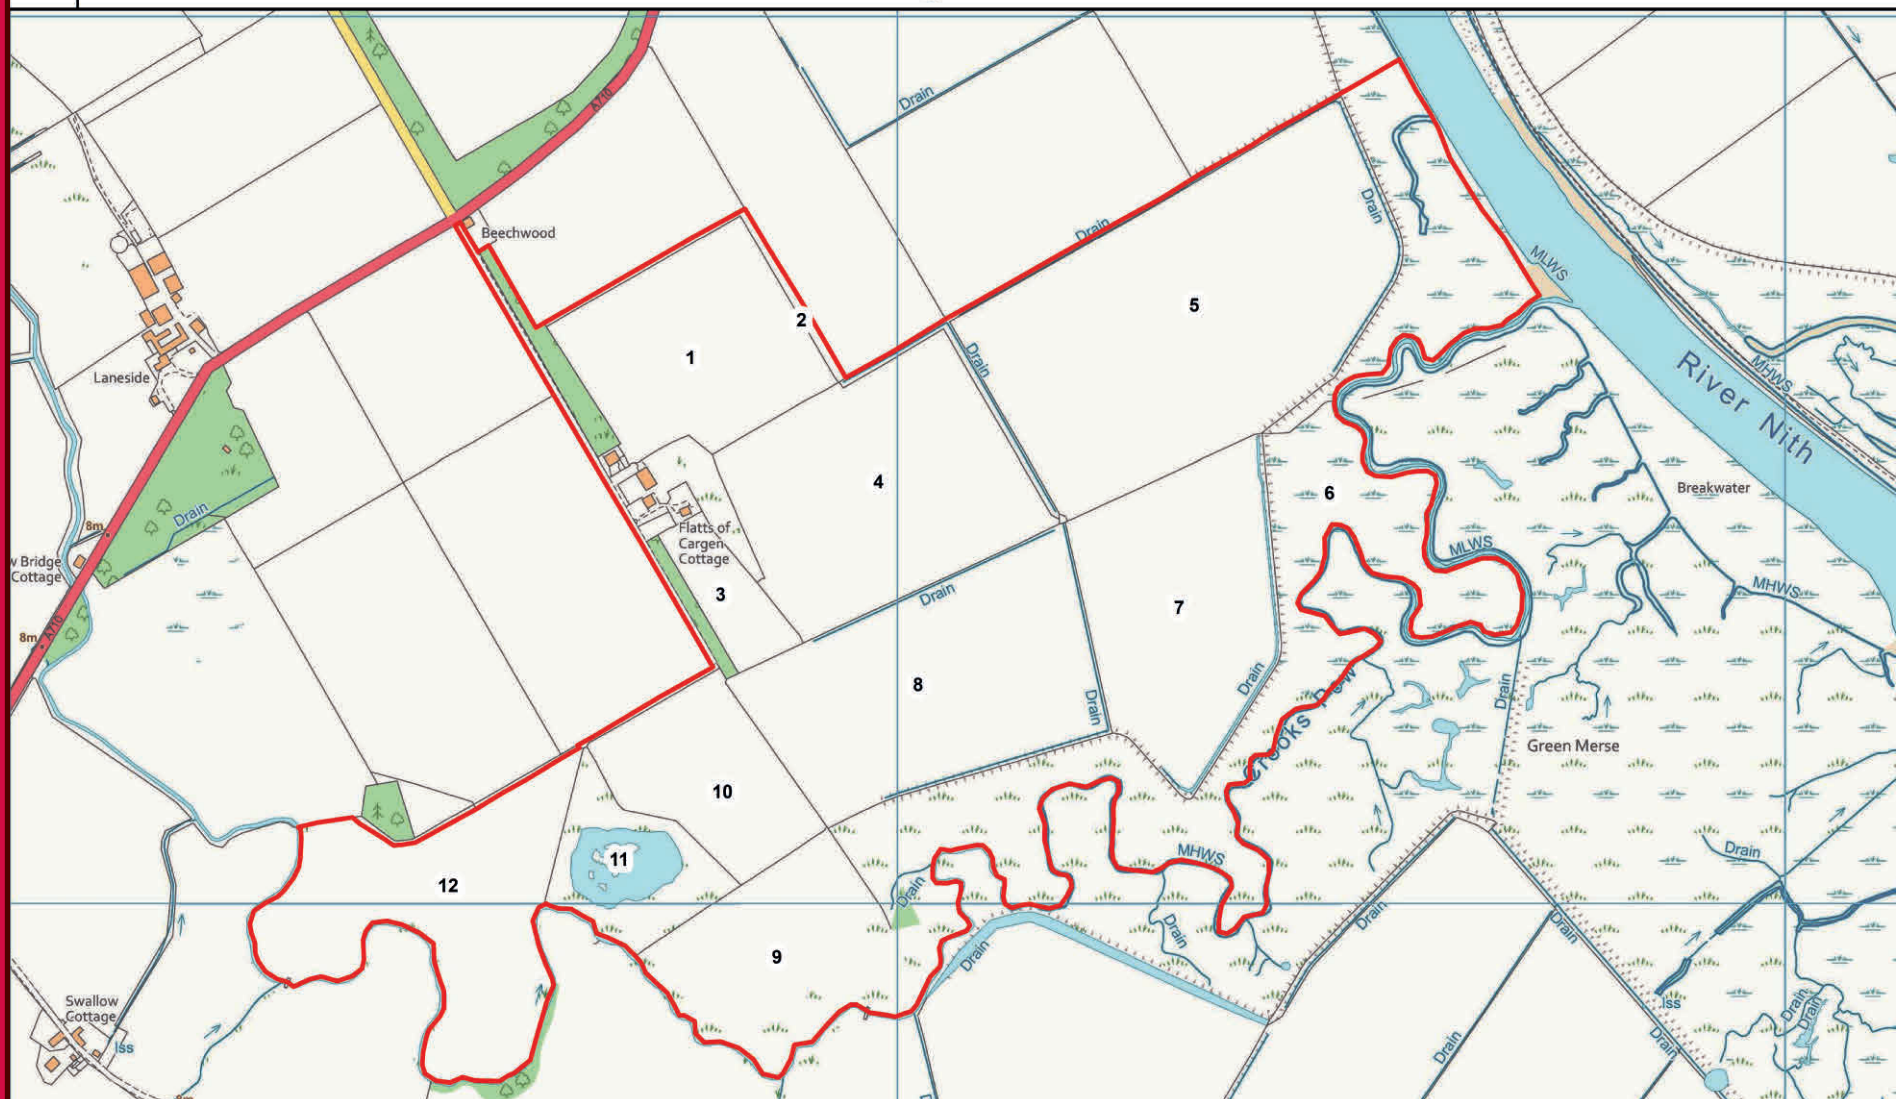 A710
Drain
Beechwood
Drain
Drain
2
5
1
MLWS
Drain
Laneside
River Nith
MHWS
4
6
Breakwater
Drain
8m
Flatts of
Cargen
Cottage
MLWS
w Bridge
Cottage
3
Drain
7
MHWS
8m
A710
8
Drain
Drain
Drain
Crooks Pow
Green Merse
10
11
MHWS
Drain
12
Drain
Drain
Drain
Drain
9
Drain
Swallow
Cottage
Iss
Iss
Drain
Drain
Drain
Drain